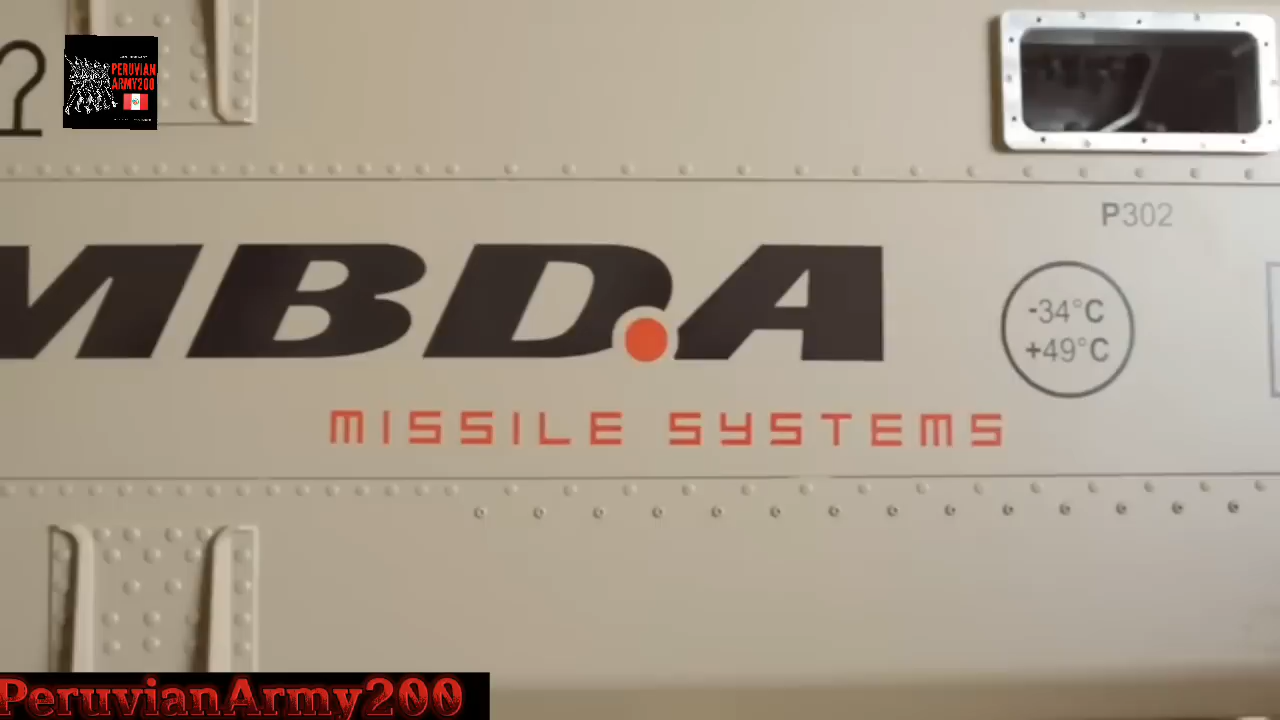 PERUVIAN
ARMY200
P302
MBDA
-34°C
+49°C
MISSILE SYSTEMS
PeruvianArmy200